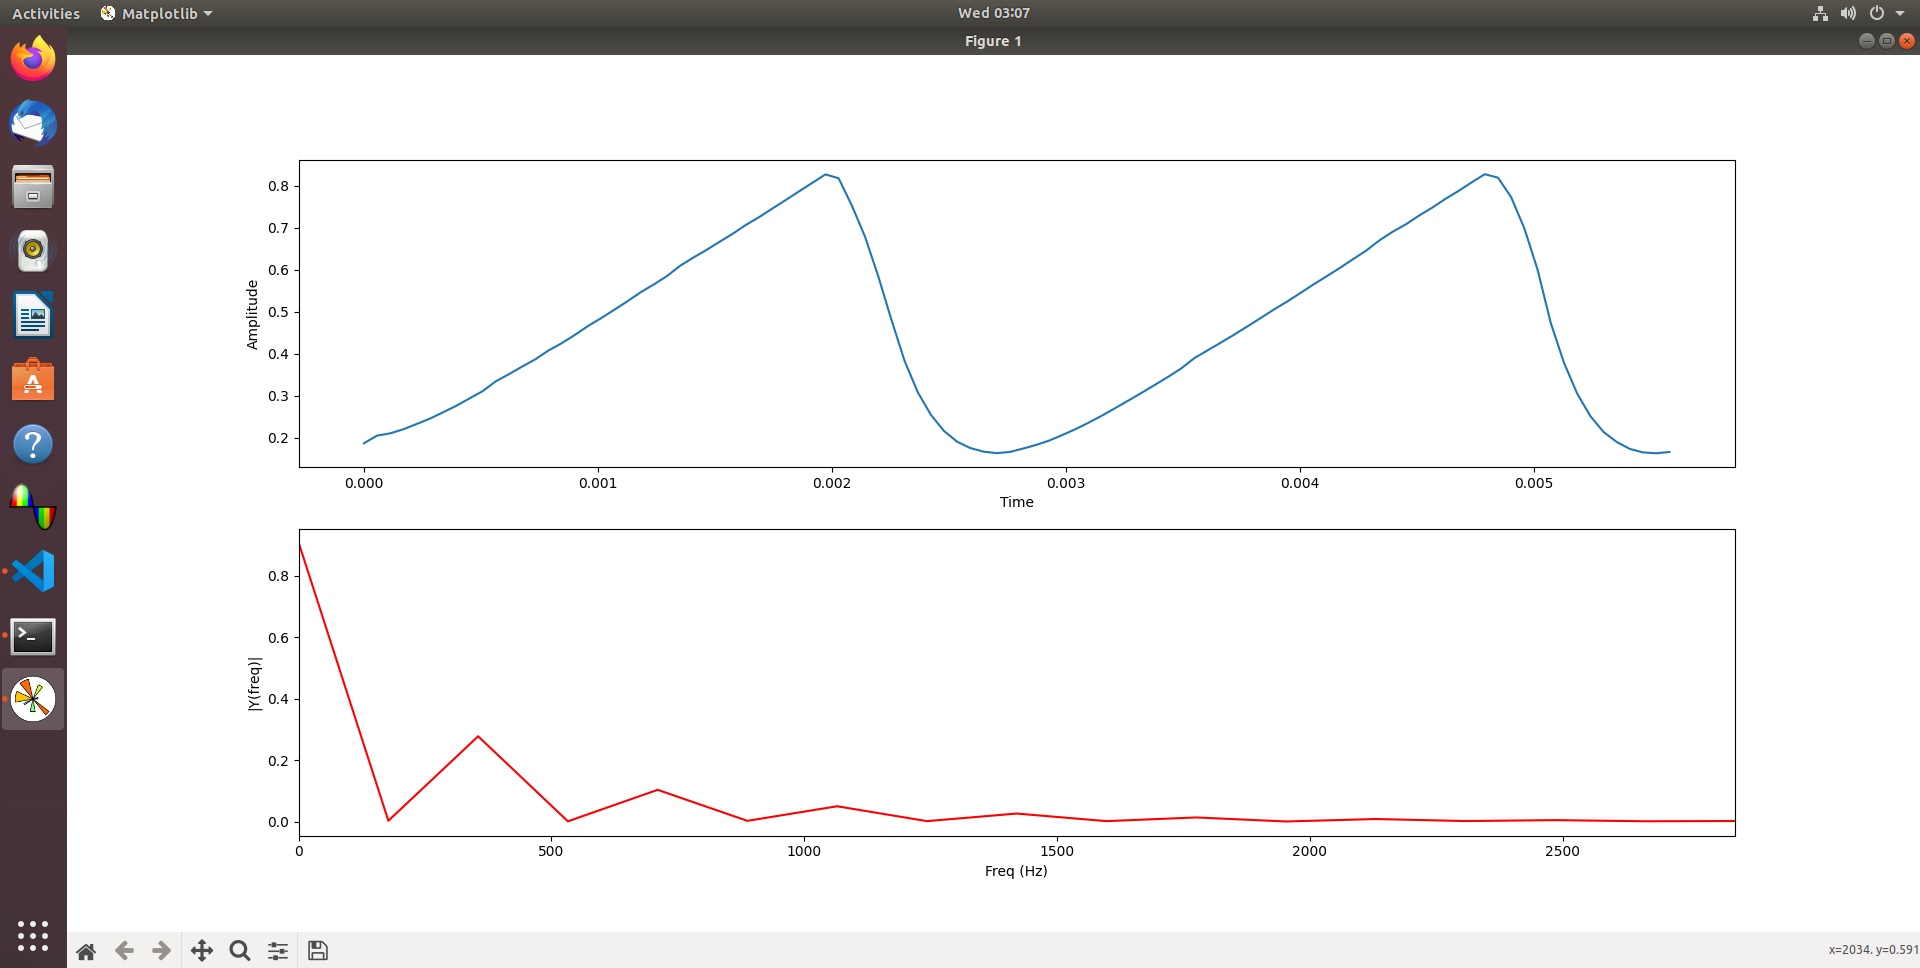 Activities Matplotlib Wed 03:07
Figure 1
0.8
0.7
0.6
0.5
0.4
0.3
0.2
Amplitude
0.000 0.001 0.002 0.003 0.004 0.005
Time
0.8
0.6
0.4
0.2
0.0
|Y(freq)|
0 500 1000 1500 2000 2500
Freq (Hz)
x=2034. y=0.591